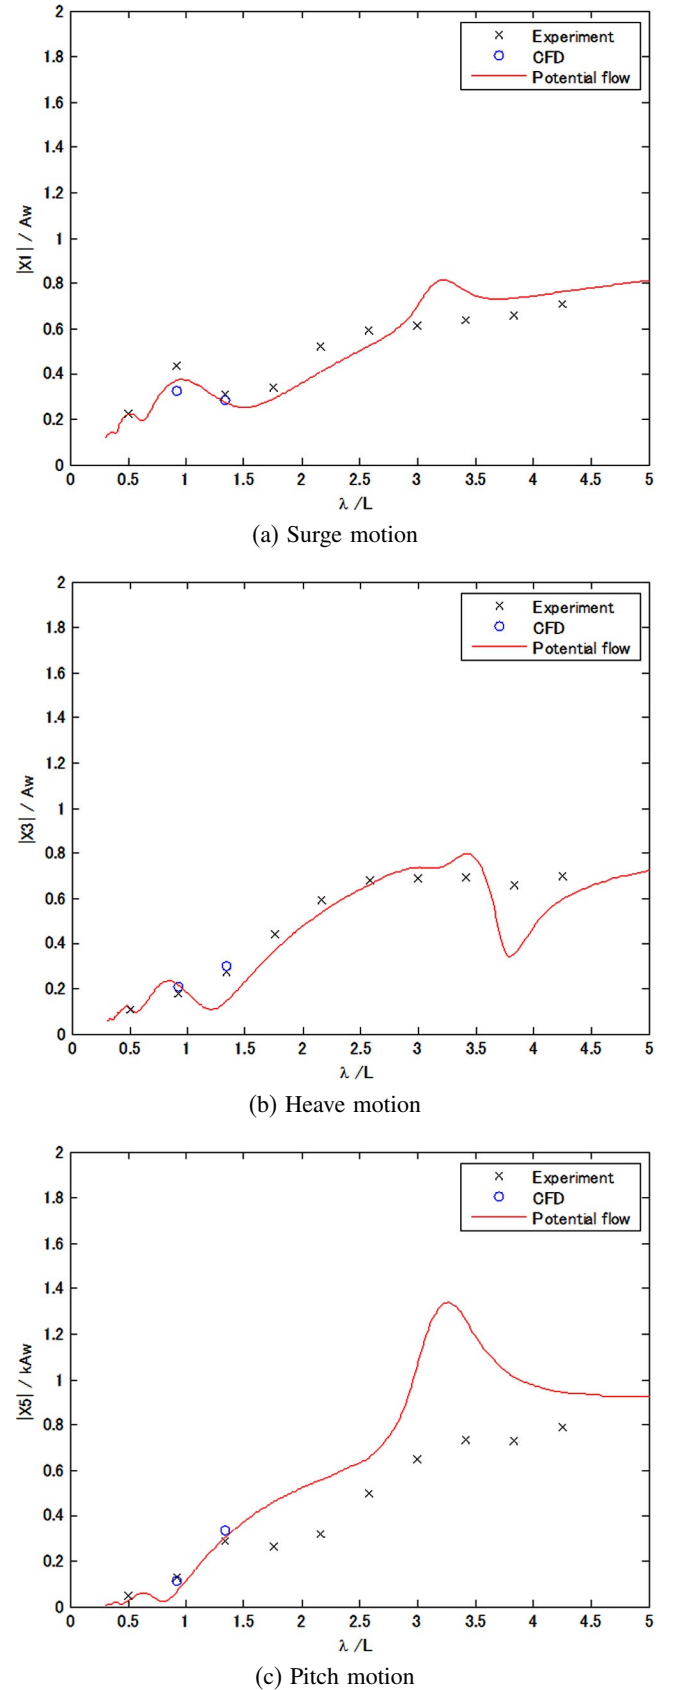 2
1.8
1.6
1.4
1.2
1
0.8
0.6
0.4
0.2
0
|X1| / Aw
Experiment
CFD
Potential flow
0 0.5 1 1.5 2 2.5 3 3.5 4 4.5 5
λ /L
(a) Surge motion
2
1.8
1.6
1.4
1.2
1
0.8
0.6
0.4
0.2
0
|X3| / Aw
Experiment
CFD
Potential flow
0 0.5 1 1.5 2 2.5 3 3.5 4 4.5 5
λ /L
(b) Heave motion
2
1.8
1.6
1.4
1.2
1
0.8
0.6
0.4
0.2
0
|X5| / kAw
Experiment
CFD
Potential flow
0 0.5 1 1.5 2 2.5 3 3.5 4 4.5 5
λ /L
(c) Pitch motion